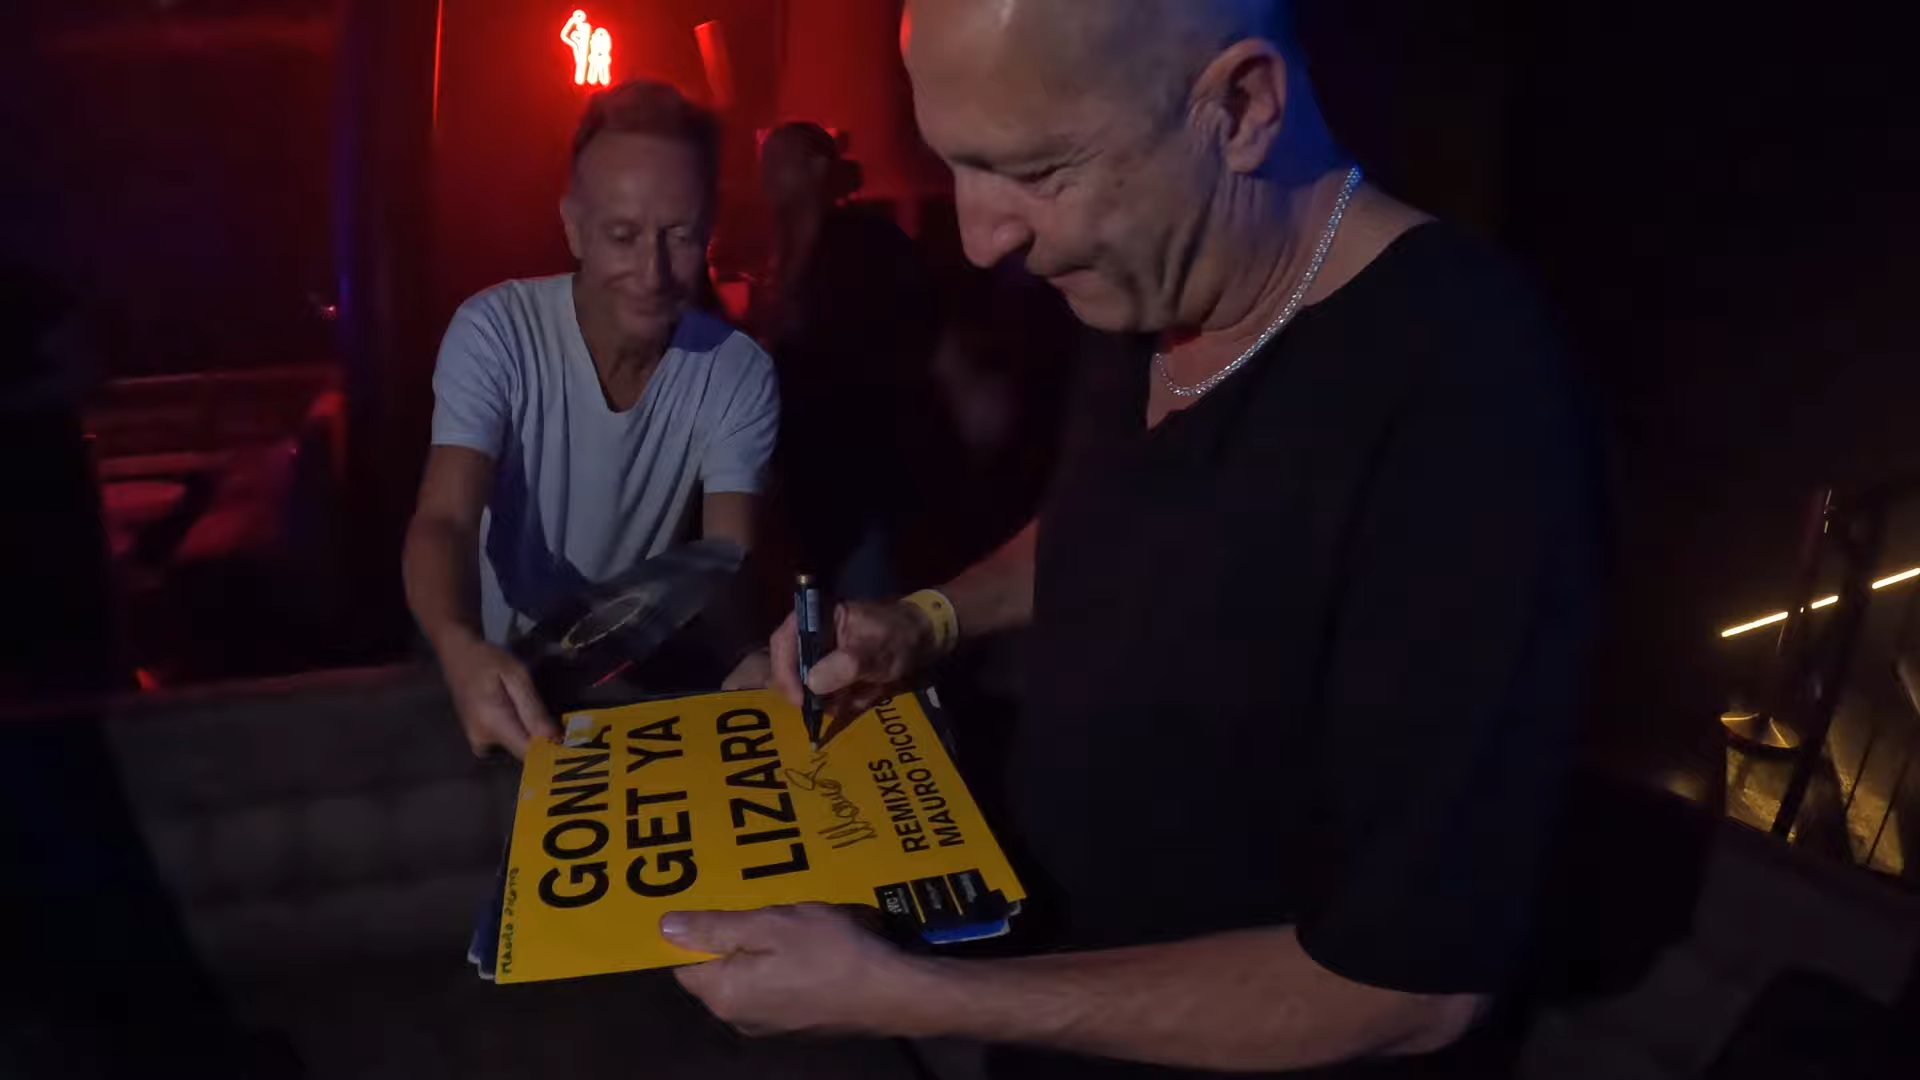 GONNA
GET YA
LIZARD
REMIXES
MAURO PICOTTO